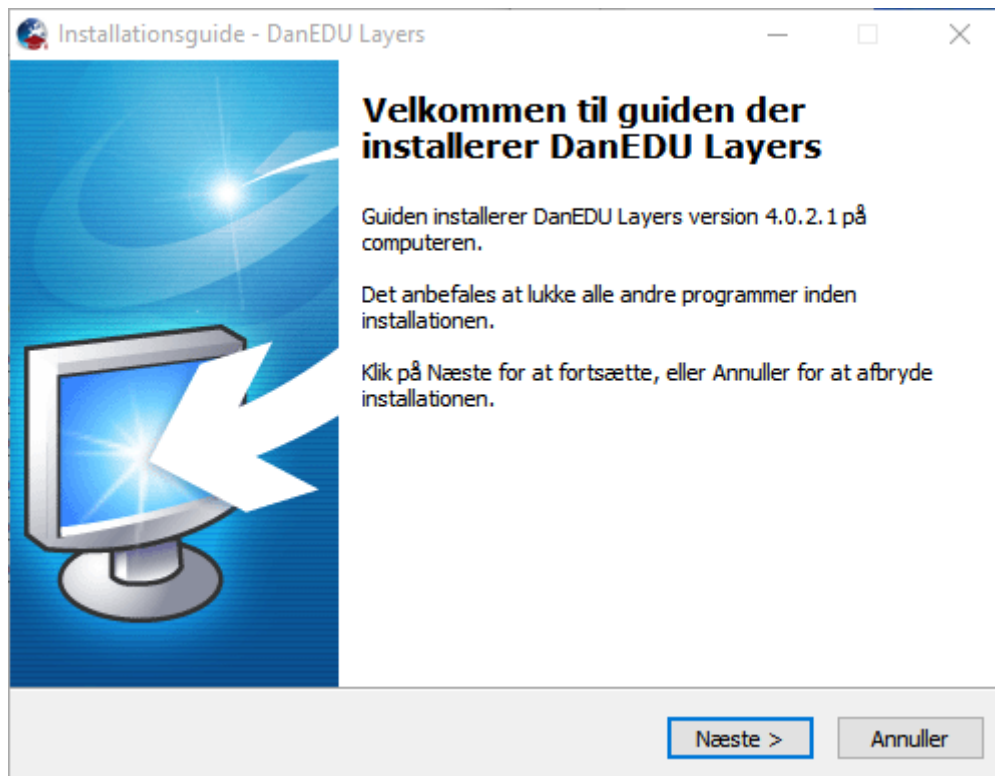 Installationsguide - DanEDU Layers
Velkommen til guiden der
installerer DanEDU Layers
Guiden installerer DanEDU Layers version 4.0.2.1 på
computeren.
Det anbefales at lukke alle andre programmer inden
installationen.
Klik på Næste for at fortsætte, eller Annuller for at afbryde
installationen.
Næste >
Annuller